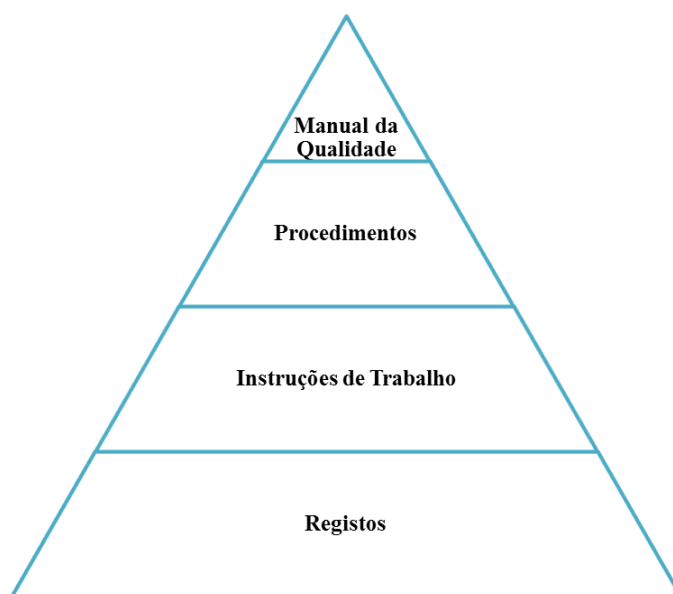 Manual da
Qualidade
Procedimentos
Instruções de Trabalho
Registos